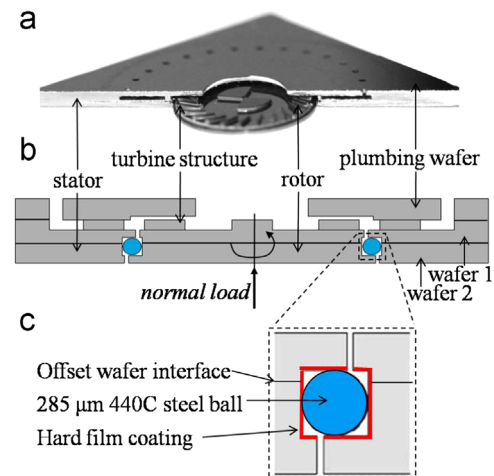 a
b
turbine structure
plumbing wafer
stator
rotor
wafer 1
wafer 2
normal load
c
Offset wafer interface
285 μm 440C steel ball
Hard film coating